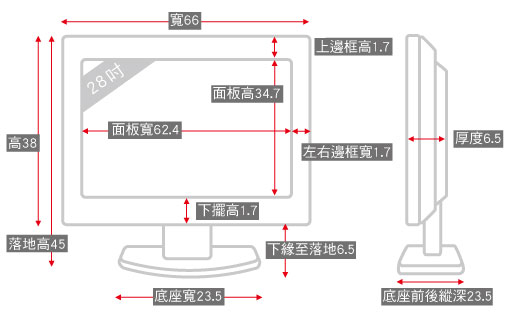 寬66
上邊框高1.7
28吋
面板高34.7
面板寬62.4
高38
厚度6.5
左右邊框寬1.7
下擺高1.7
落地高45
下緣至落地6.5
底座寬23.5
底座前後縱深23.5